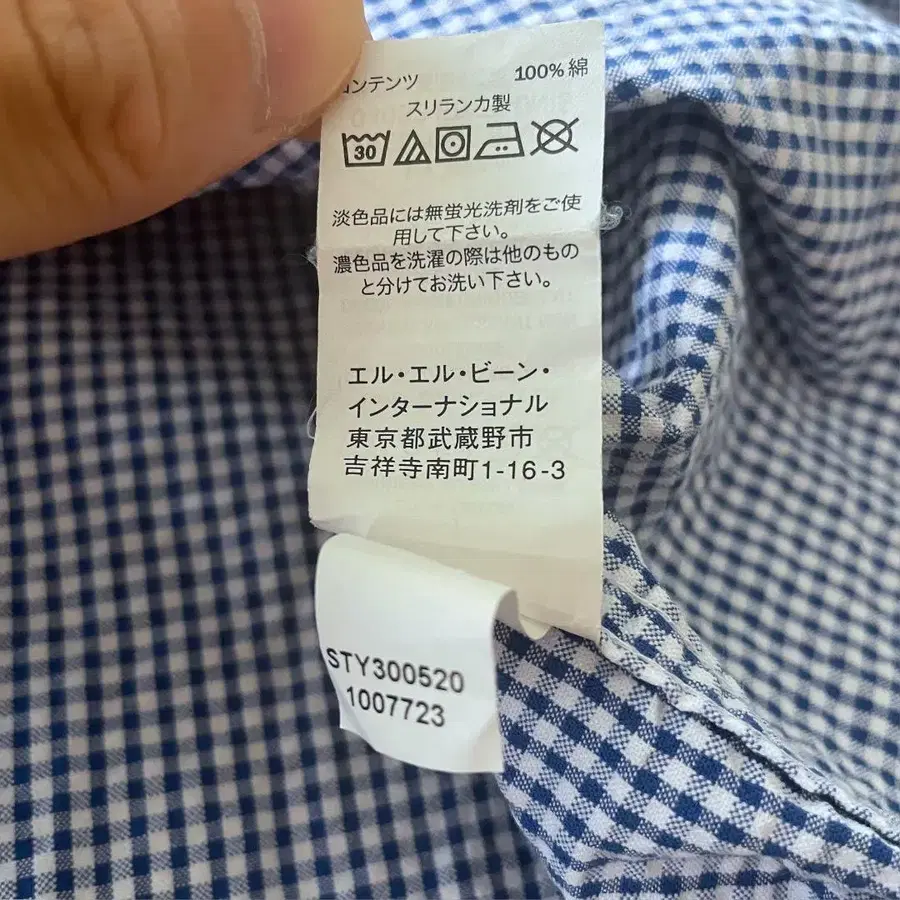 コンテンツ 100% 綿
スリランカ製
30
淡色品には無蛍光洗剤をご使
用して下さい。
濃色品を洗濯の際は他のもの
と分けてお洗い下さい。
エル・エル・ビーン・
インターナショナル
東京都武蔵野市
吉祥寺南町1-16-3
STY300520
1007723